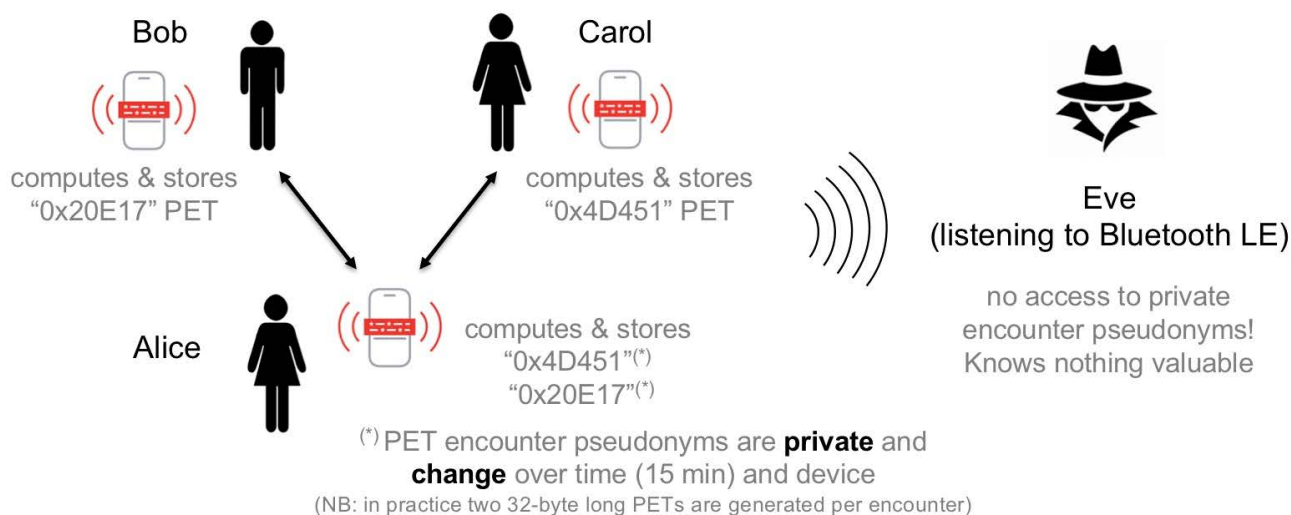 Bob
computes & stores
“0x20E17” PET
Carol
computes & stores
“0x4D451” PET
Eve
(listening to Bluetooth LE)
no access to private
encounter pseudonyms!
Knows nothing valuable
Alice
computes & stores
“0x4D451”(*)
“0x20E17”(*)
(*) PET encounter pseudonyms are private and
change over time (15 min) and device
(NB: in practice two 32-byte long PETs are generated per encounter)